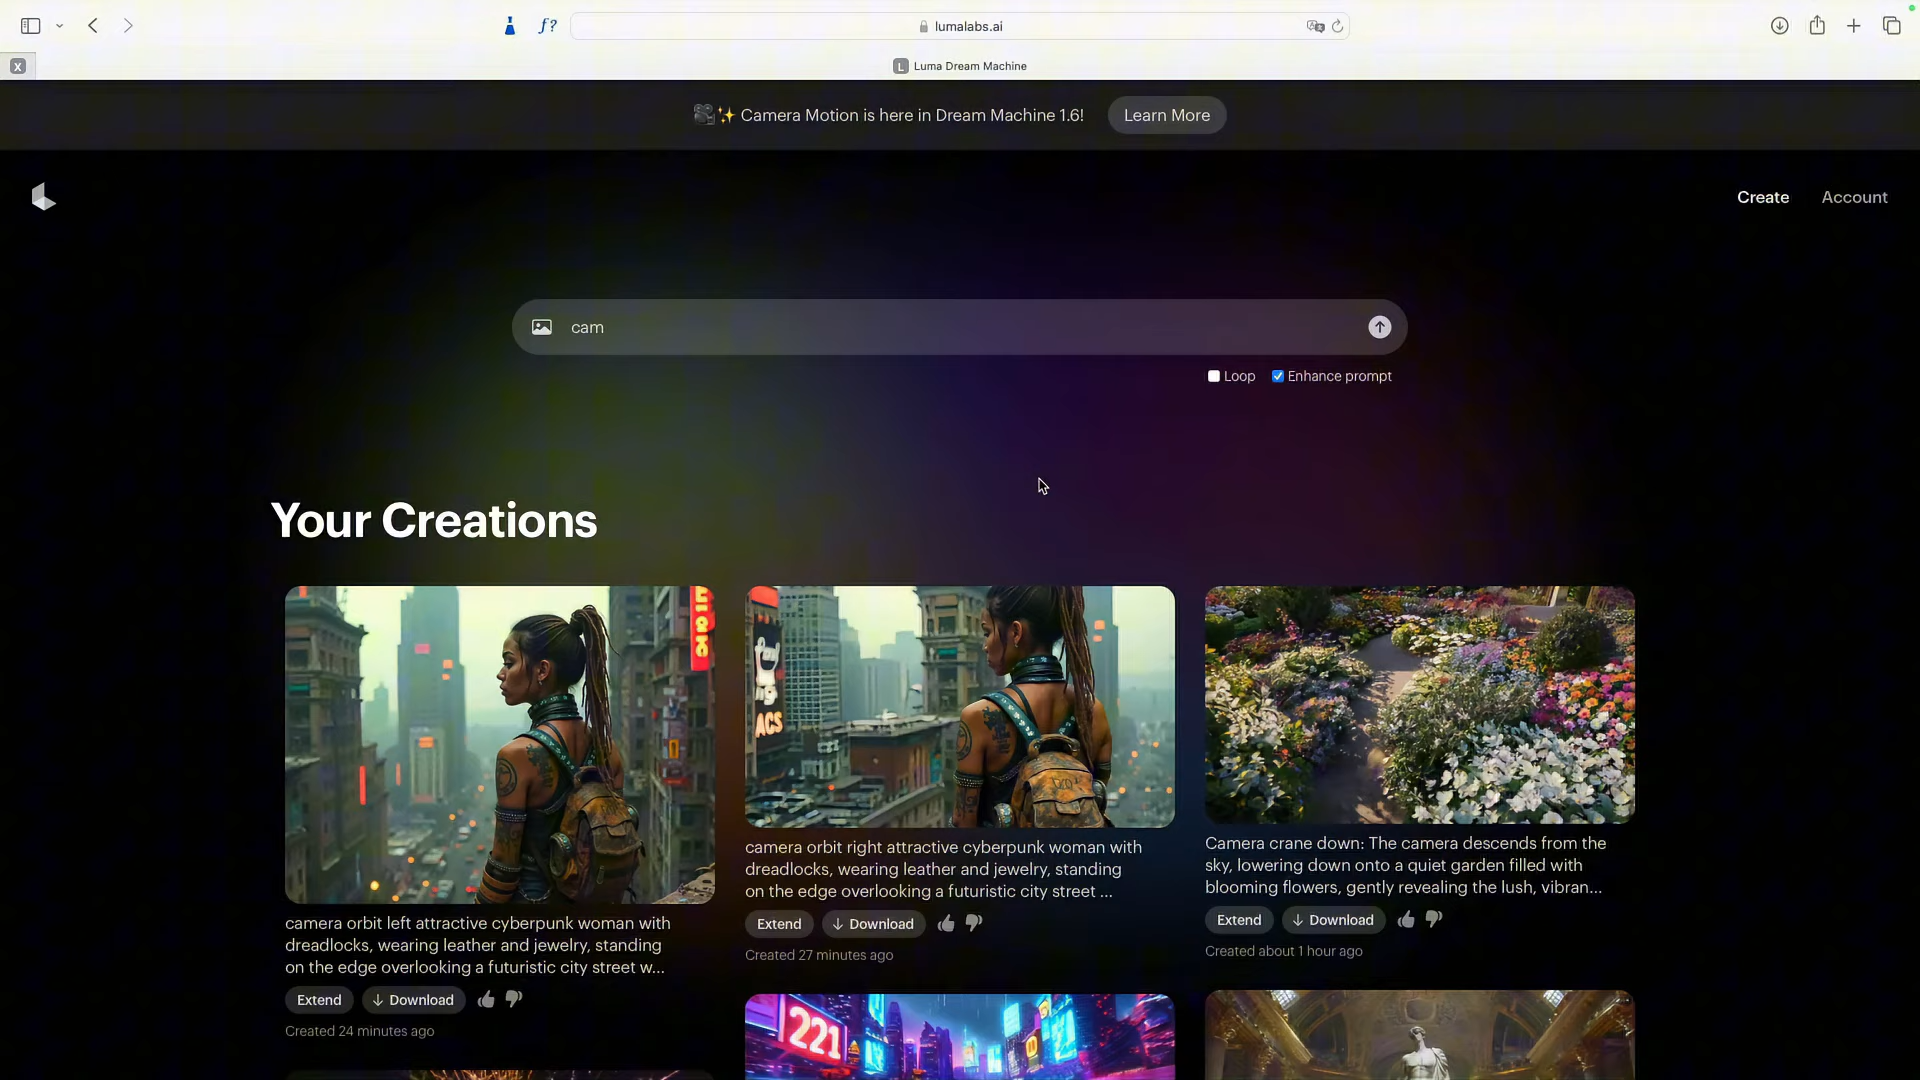 lumalabs.ai
X
L Luma Dream Machine
Camera Motion is here in Dream Machine 1.6! Learn More
Create Account
cam
Loop Enhance prompt
Your Creations
ACS
camera orbit left attractive cyberpunk woman with
dreadlocks, wearing leather and jewelry, standing
on the edge overlooking a futuristic city street w...
Extend Download
Created 24 minutes ago
camera orbit right attractive cyberpunk woman with
dreadlocks, wearing leather and jewelry, standing
on the edge overlooking a futuristic city street ...
Extend Download
Created 27 minutes ago
Camera crane down: The camera descends from the
sky, lowering down onto a quiet garden filled with
blooming flowers, gently revealing the lush, vibran...
Extend Download
Created about 1 hour ago
221